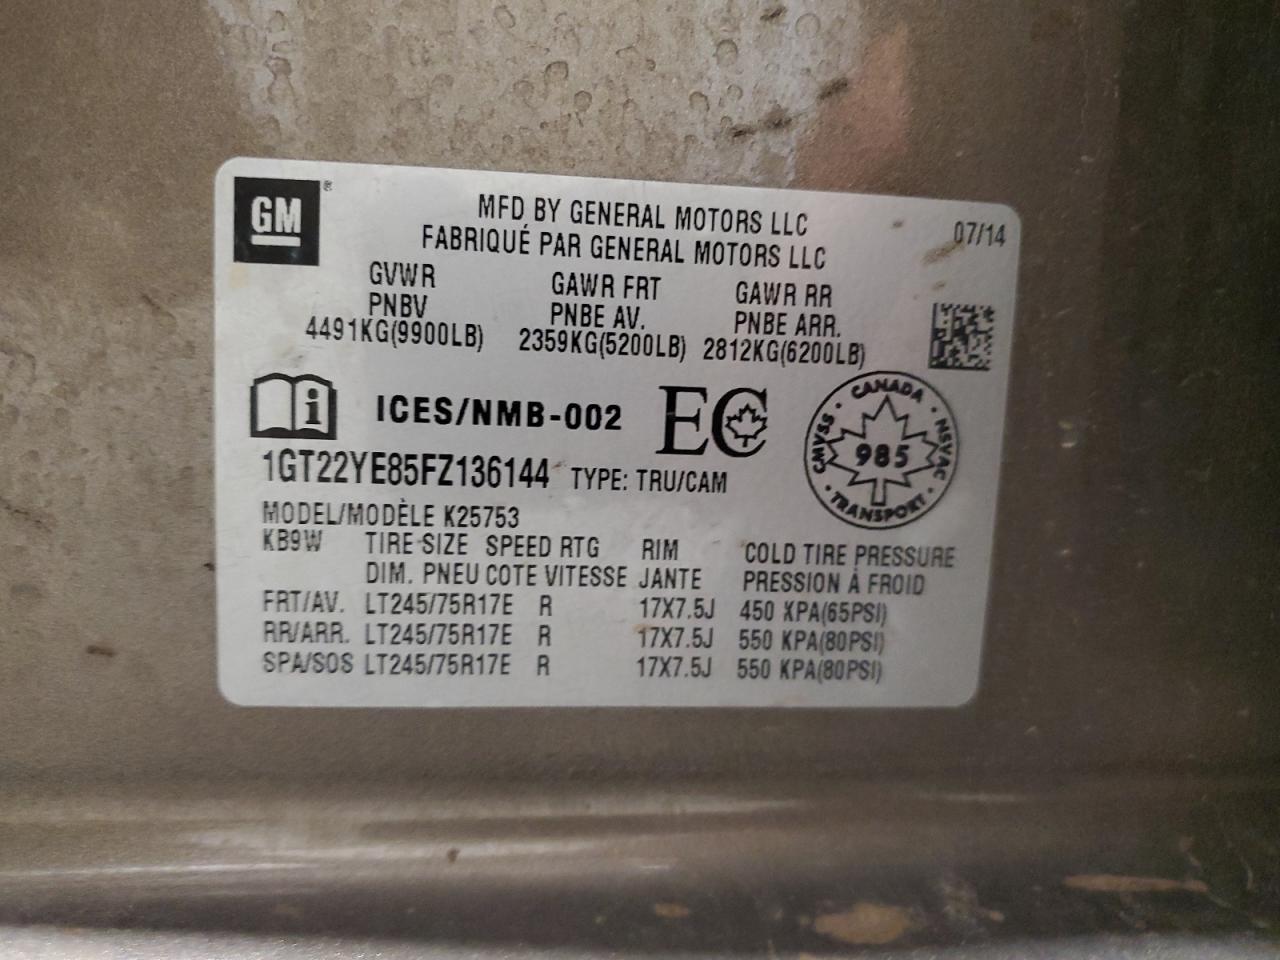 GM ®
MFD BY GENERAL MOTORS LLC
FABRIQUÉ PAR GENERAL MOTORS LLC
07/14
GVWR GAWR FRT GAWR RR
PNBV PNBE AV. PNBE ARR.
4491KG(9900LB) 2359KG(5200LB) 2812KG(6200LB)
i ICES/NMB-002 EC
CANADA · NSVAC · TRANSPORT · CMVSS ·
985
1GT22YE85FZ136144 TYPE: TRU/CAM
MODEL/MODÈLE K25753
KB9W TIRE SIZE SPEED RTG RIM COLD TIRE PRESSURE
DIM. PNEU COTE VITESSE JANTE PRESSION À FROID
FRT/AV. LT245/75R17E R 17X7.5J 450 KPA(65PSI)
RR/ARR. LT245/75R17E R 17X7.5J 550 KPA(80PSI)
SPA/SOS LT245/75R17E R 17X7.5J 550 KPA(80PSI)